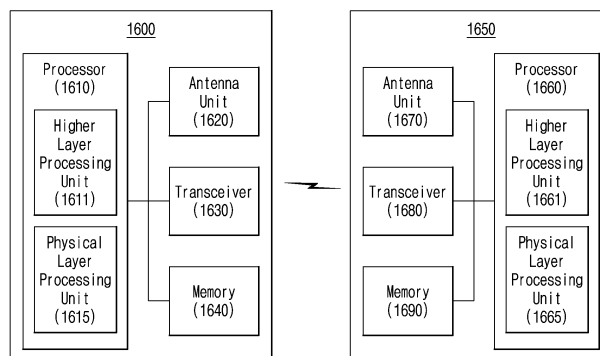 1600
Processor
(1610)
Higher
Layer
Processing
Unit
(1611)
Physical
Layer
Processing
Unit
(1615)
Antenna
Unit
(1620)
Transceiver
(1630)
Memory
(1640)
1650
Antenna
Unit
(1670)
Transceiver
(1680)
Memory
(1690)
Processor
(1660)
Higher
Layer
Processing
Unit
(1661)
Physical
Layer
Processing
Unit
(1665)